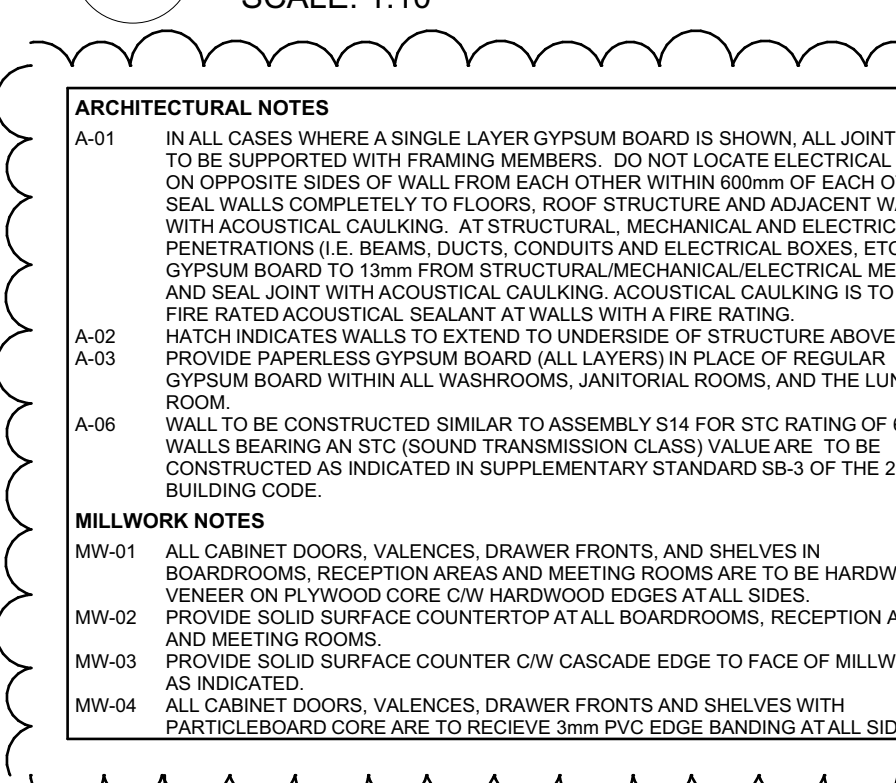 SCALE: 1:10
ARCHITECTURAL NOTES
A-01 IN ALL CASES WHERE A SINGLE LAYER GYPSUM BOARD IS SHOWN, ALL JOINT
TO BE SUPPORTED WITH FRAMING MEMBERS. DO NOT LOCATE ELECTRICAL
ON OPPOSITE SIDES OF WALL FROM EACH OTHER WITHIN 600mm OF EACH
SEAL WALLS COMPLETELY TO FLOORS, ROOF STRUCTURE AND ADJACENT
WITH ACOUSTICAL CAULKING. AT STRUCTURAL, MECHANICAL AND
PENETRATIONS (I.E. BEAMS, DUCTS, CONDUITS AND ELECTRICAL BOXES,
GYPSUM BOARD TO 13mm FROM STRUCTURAL/MECHANICAL/ELECTRICAL
AND SEAL JOINT WITH ACOUSTICAL CAULKING. ACOUSTICAL CAULKING IS TO
FIRE RATED ACOUSTICAL SEALANT AT WALLS WITH A FIRE RATING.
A-02 HATCH INDICATES WALLS TO EXTEND TO UNDERSIDE OF STRUCTURE ABOVE
A-03 PROVIDE PAPERLESS GYPSUM BOARD (ALL LAYERS) IN PLACE OF REGULAR
GYPSUM BOARD WITHIN ALL WASHROOMS, JANITORIAL ROOMS, AND THE
ROOM.
A-06 WALL TO BE CONSTRUCTED SIMILAR TO ASSEMBLY S14 FOR STC RATING OF
WALLS BEARING AN STC (SOUND TRANSMISSION CLASS) VALUE ARE TO BE
CONSTRUCTED AS INDICATED IN SUPPLEMENTARY STANDARD SB-3 OF THE
BUILDING CODE.
MILLWORK NOTES
MW-01 ALL CABINET DOORS, VALENCES, DRAWER FRONTS, AND SHELVES IN
BOARDROOMS, RECEPTION AREAS AND MEETING ROOMS ARE TO BE
VENEER ON PLYWOOD CORE C/W HARDWOOD EDGES AT ALL SIDES.
MW-02 PROVIDE SOLID SURFACE COUNTERTOP AT ALL BOARDROOMS, RECEPTION
AND MEETING ROOMS.
MW-03 PROVIDE SOLID SURFACE COUNTER C/W CASCADE EDGE TO FACE OF
AS INDICATED.
MW-04 ALL CABINET DOORS, VALENCES, DRAWER FRONTS AND SHELVES WITH
PARTICLEBOARD CORE ARE TO RECIEVE 3mm PVC EDGE BANDING AT ALL